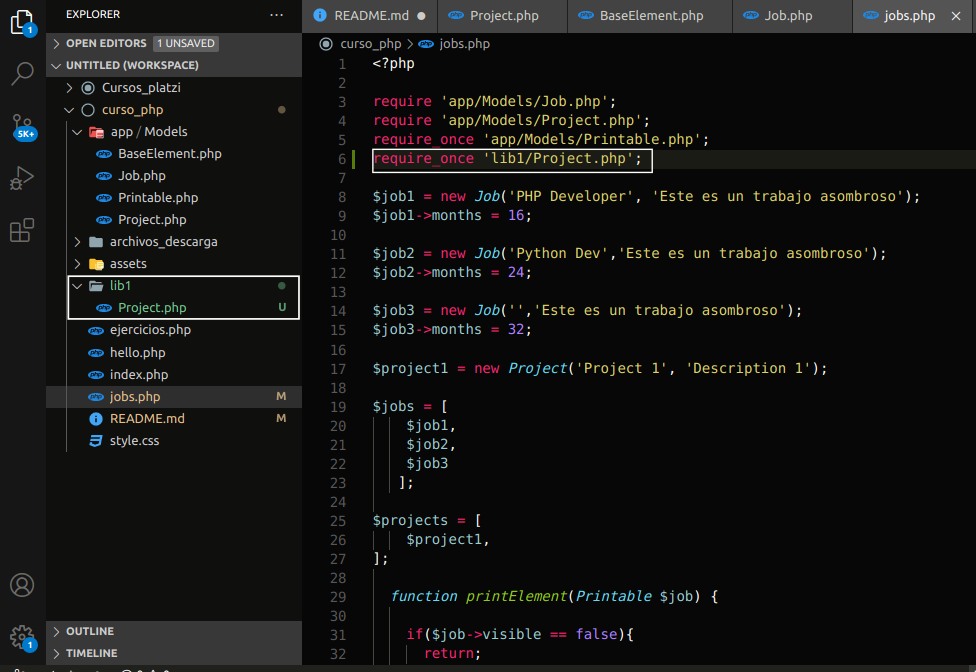 EXPLORER
OPEN EDITORS 1 UNSAVED
UNTITLED (WORKSPACE)
Cursos_platzi
curso_php
app / Models
BaseElement.php
Job.php
Printable.php
Project.php
archivos_descarga
assets
lib1
Project.php U
ejercicios.php
hello.php
index.php
jobs.php M
README.md M
style.css
OUTLINE
TIMELINE
1
5K+
1
README.md
Project.php
BaseElement.php
Job.php
jobs.php
curso_php > jobs.php
1 <?php
2
3 require 'app/Models/Job.php';
4 require 'app/Models/Project.php';
5 require_once 'app/Models/Printable.php';
6 require_once 'lib1/Project.php';
7
8 $job1 = new Job('PHP Developer', 'Este es un trabajo asombroso');
9 $job1->months = 16;
10
11 $job2 = new Job('Python Dev','Este es un trabajo asombroso');
12 $job2->months = 24;
13
14 $job3 = new Job('','Este es un trabajo asombroso');
15 $job3->months = 32;
16
17 $project1 = new Project('Project 1', 'Description 1');
18
19 $jobs = [
20 $job1,
21 $job2,
22 $job3
23 ];
24
25 $projects = [
26 $project1,
27 ];
28
29 function printElement(Printable $job) {
30
31 if($job->visible == false){
32 return;